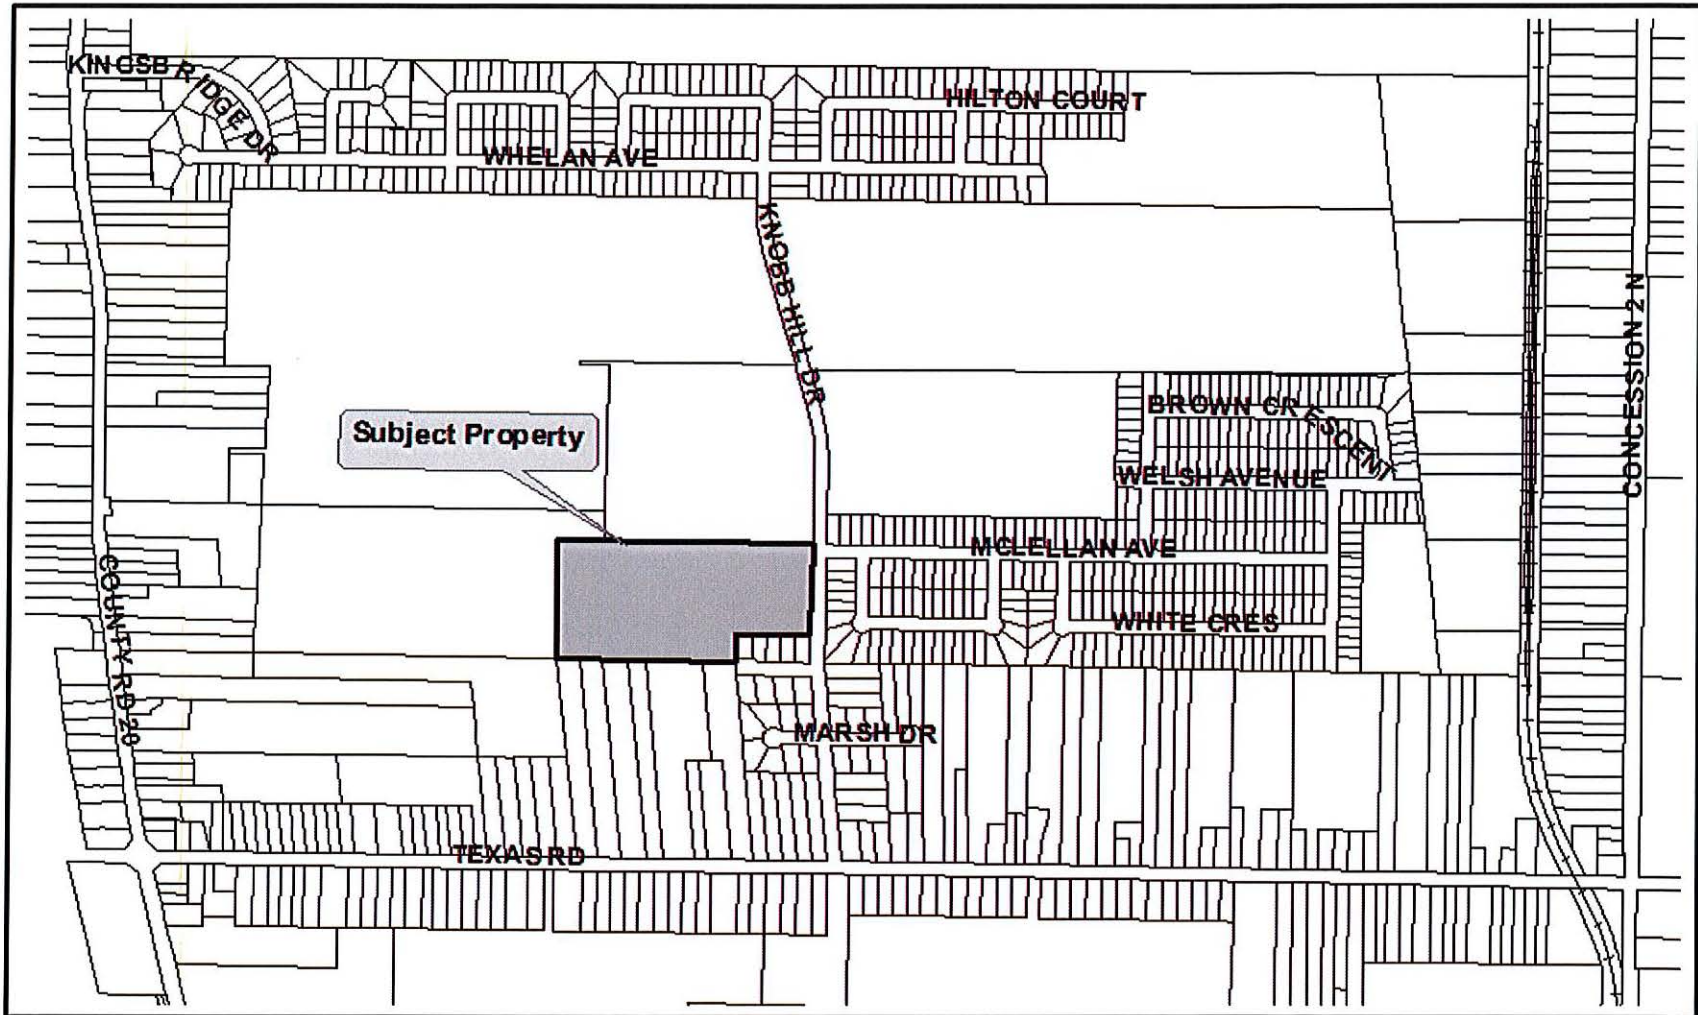 KINGSBRIDGE DR
HILTON COURT
WHELAN AVE
KNOBB HILL DR
CONCESSION 2 N
BROWN CRESCENT
Subject Property
WELSH AVENUE
MCLELLAN AVE
COUNTY RD 20
WHITE CRES
MARSH DR
TEXAS RD